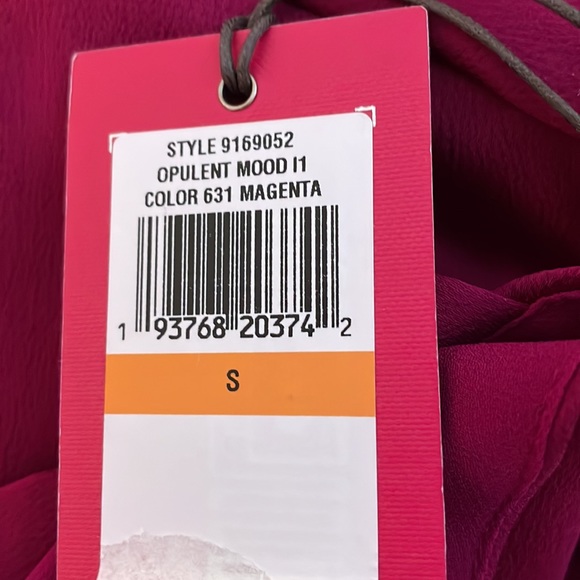 STYLE 9169052
OPULENT MOOD I1
COLOR 631 MAGENTA
1 93768 20374 2
S